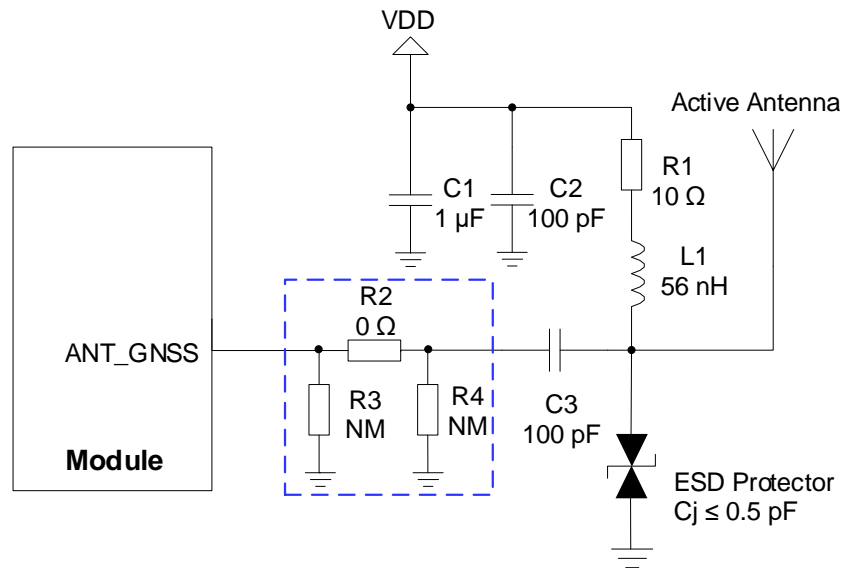 VDD
Active Antenna
C1
1 µF
C2
100 pF
R1
10 Ω
L1
56 nH
R2
0 Ω
ANT_GNSS
R3
NM
R4
NM
C3
100 pF
Module
ESD Protector
Cj ≤ 0.5 pF